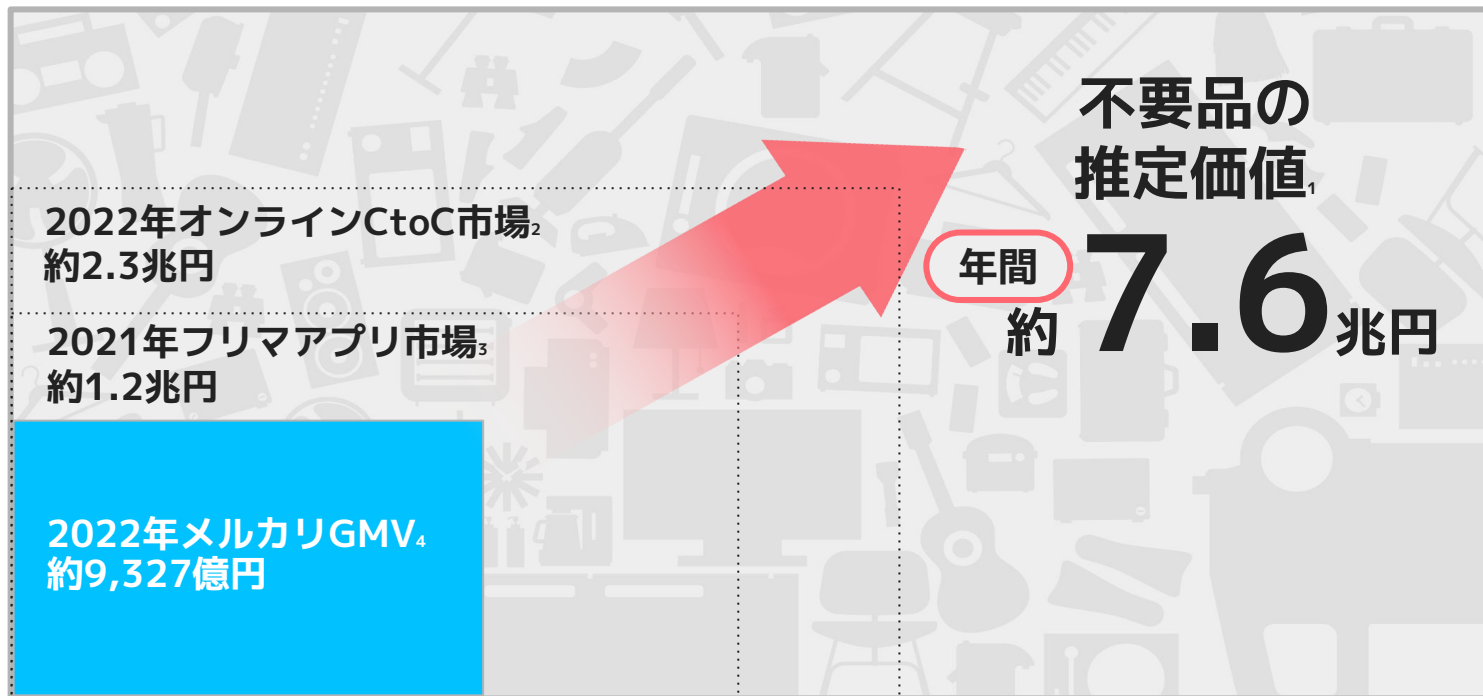 不要品の
推定価値1
年間
約7.6兆円
2022年オンラインCtoC市場2
約2.3兆円
2021年フリマアプリ市場3
約1.2兆円
2022年メルカリGMV4
約9,327億円